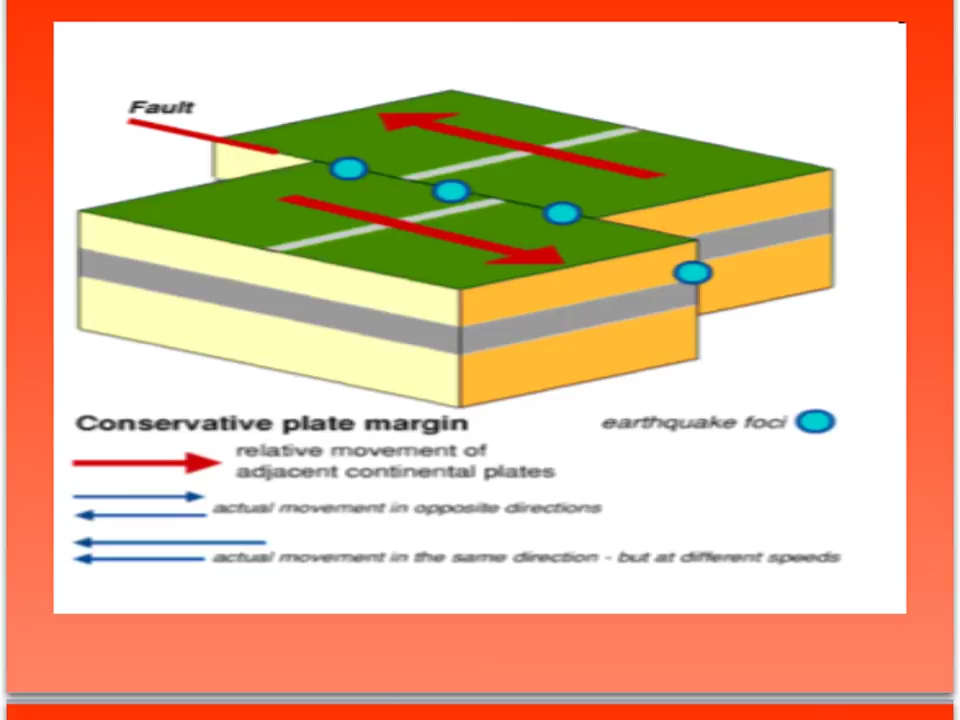 Fault
Conservative plate margin
earthquake foci
relative movement of
adjacent continental plates
actual movement in opposite directions
actual movement in the same direction - but at different speeds